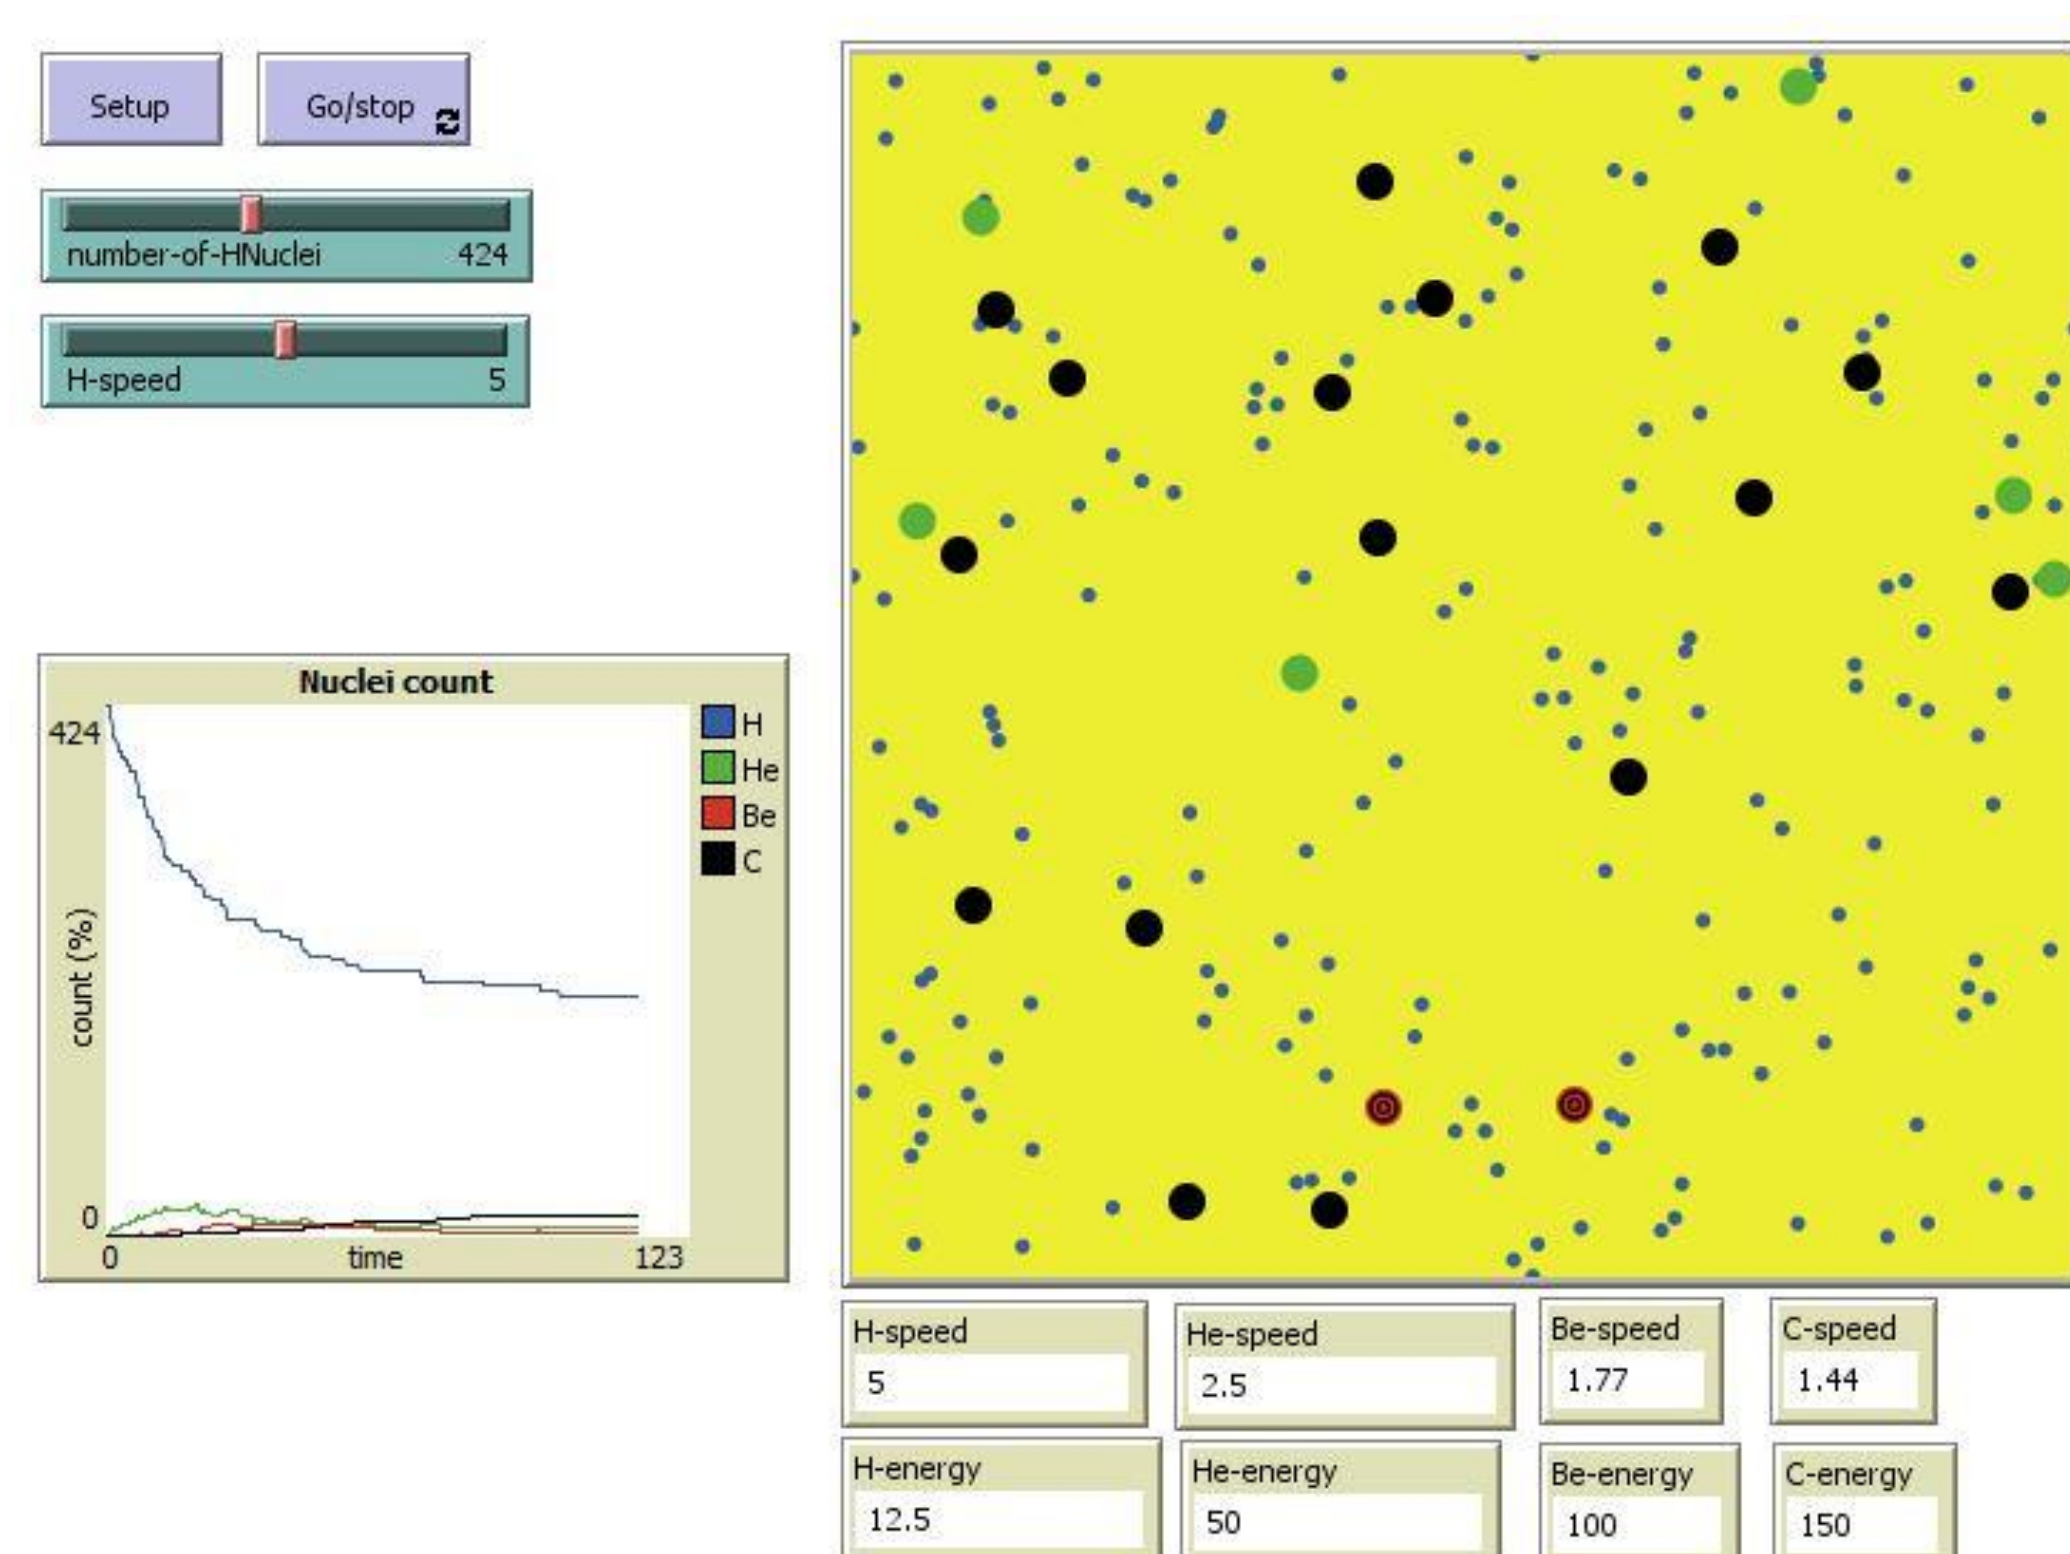 Setup
Go/stop
number-of-HNuclei 424
H-speed 5
Nuclei count
424
count (%)
0
0 time 123
H
He
Be
C
H-speed
5
He-speed
2.5
Be-speed
1.77
C-speed
1.44
H-energy
12.5
He-energy
50
Be-energy
100
C-energy
150